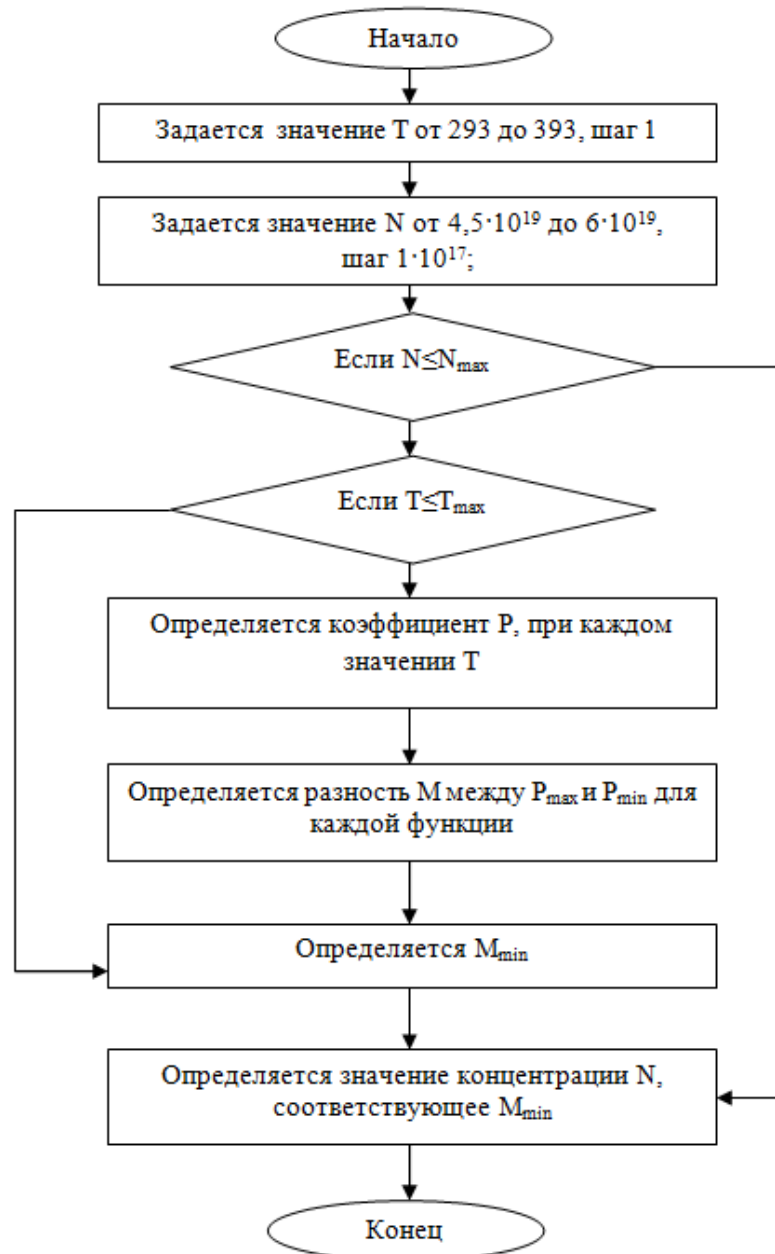 Начало
Задается значение T от 293 до 393, шаг 1
Задается значение N от 4,5·10¹⁹ до 6·10¹⁹,
шаг 1·10¹⁷;
Если N≤Nmax
Если T≤Tmax
Определяется коэффициент P, при каждом
значении T
Определяется разность M между Pmax и Pmin для
каждой функции
Определяется Mmin
Определяется значение концентрации N,
соответствующее Mmin
Конец